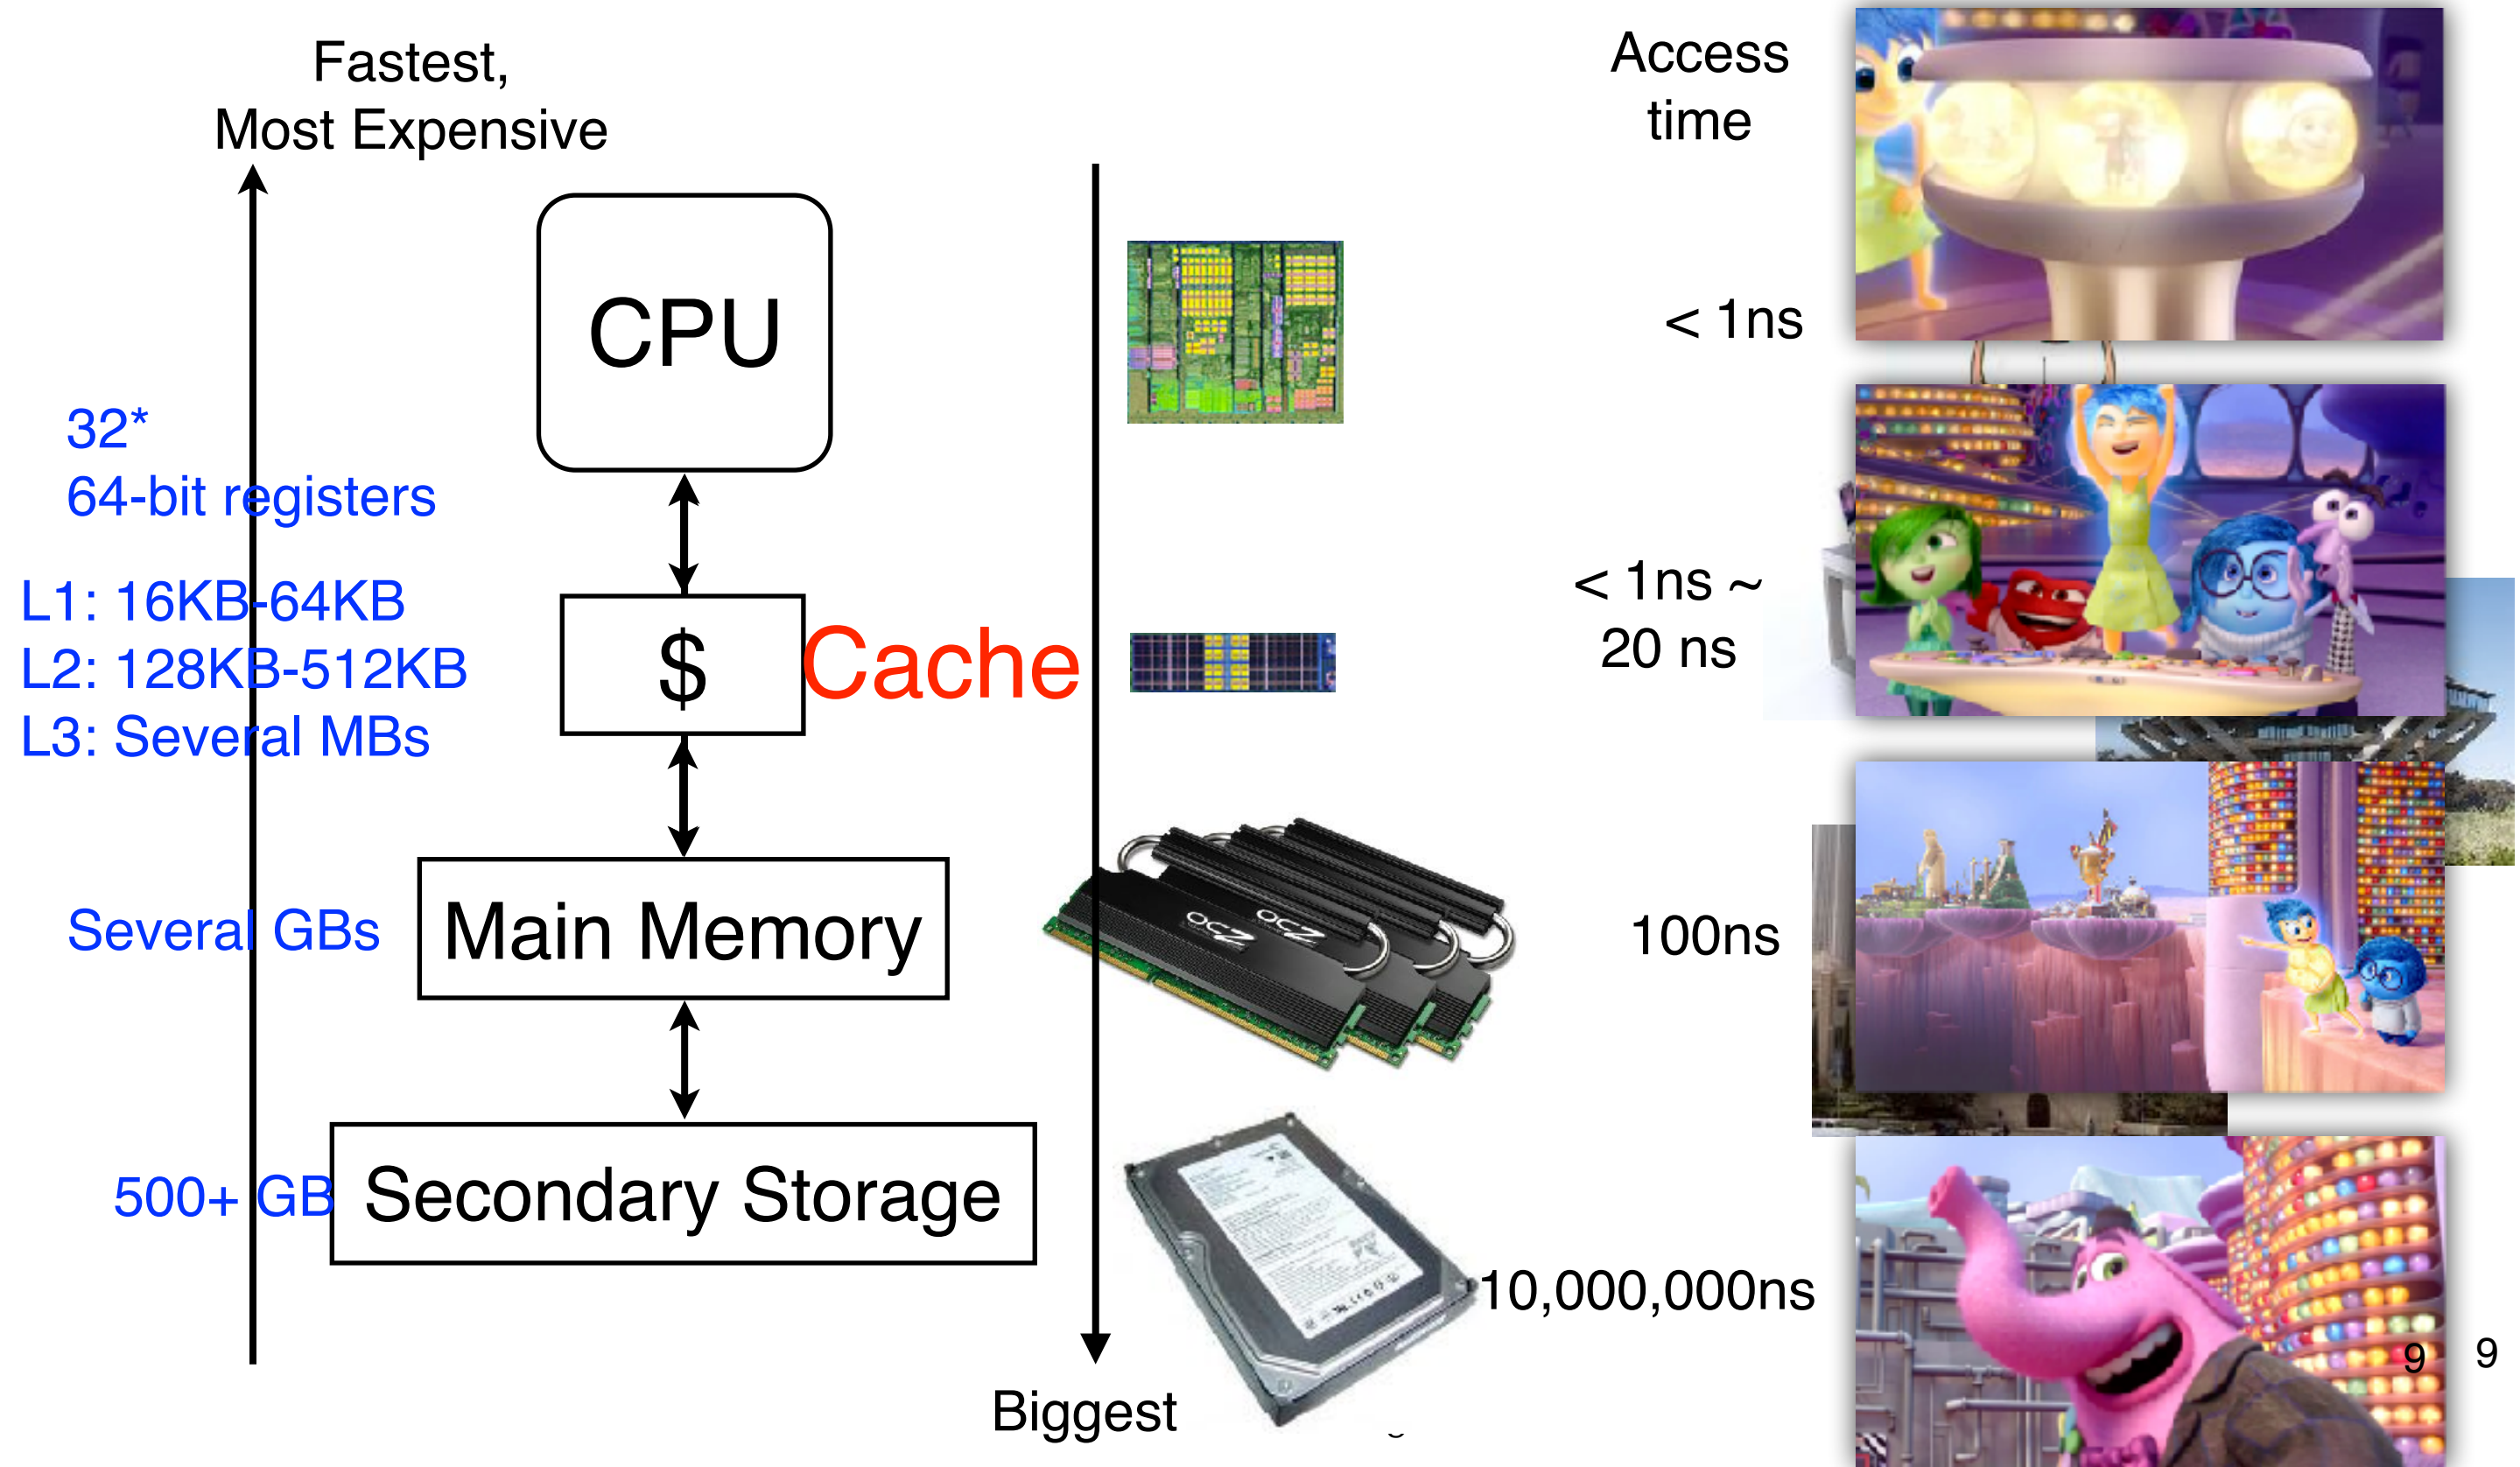 Fastest,
Most Expensive
Access
time
CPU
< 1ns
32*
64-bit registers
L1: 16KB-64KB
L2: 128KB-512KB
L3: Several MBs
$
Cache
< 1ns ~
20 ns
Several GBs
Main Memory
OCZ
OCZ
100ns
500+ GB
Secondary Storage
10,000,000ns
9
9
Biggest